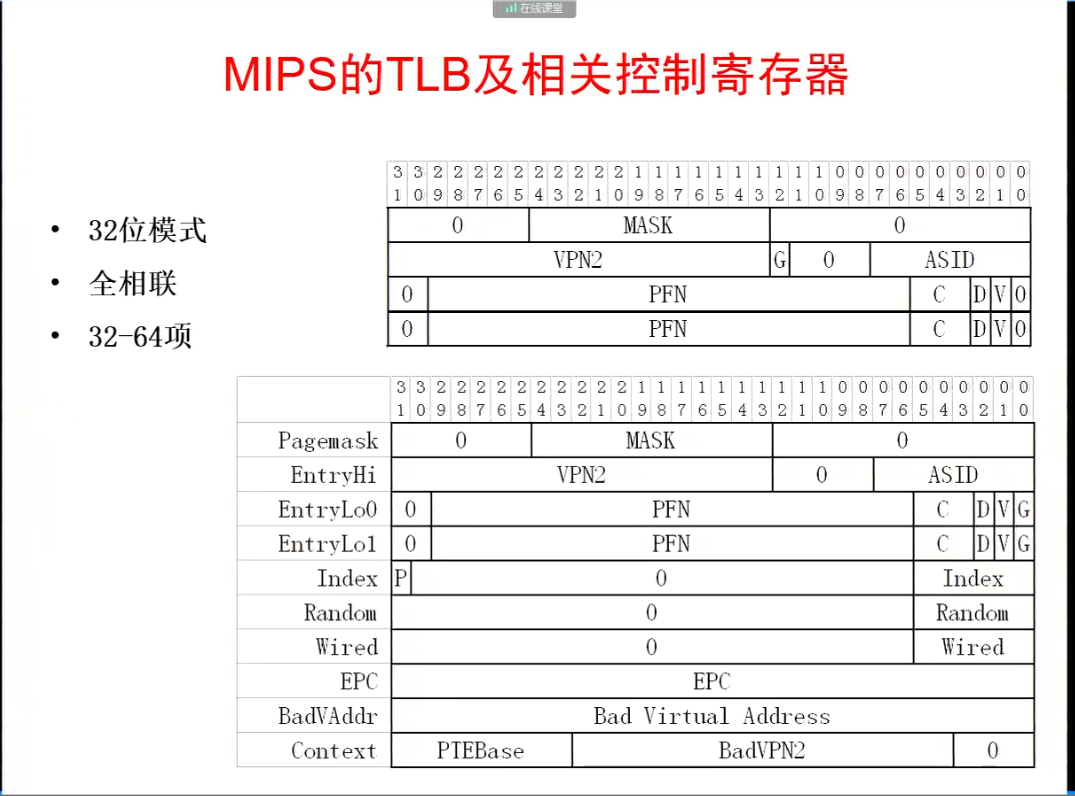 在线课堂
MIPS的TLB及相关控制寄存器
• 32位模式
• 全相联
• 32-64项
31 30 29 28 27 26 25 24 23 22 21 20 19 18 17 16 15 14 13 12 11 10 09 08 07 06 05 04 03 02 01 00
0 MASK 0
VPN2 G 0 ASID
0 PFN C D V 0
0 PFN C D V 0
31 30 29 28 27 26 25 24 23 22 21 20 19 18 17 16 15 14 13 12 11 10 09 08 07 06 05 04 03 02 01 00
Pagemask 0 MASK 0
EntryHi VPN2 0 ASID
EntryLo0 0 PFN C D V G
EntryLo1 0 PFN C D V G
Index P 0 Index
Random 0 Random
Wired 0 Wired
EPC EPC
BadVAddr Bad Virtual Address
Context PTEBase BadVPN2 0